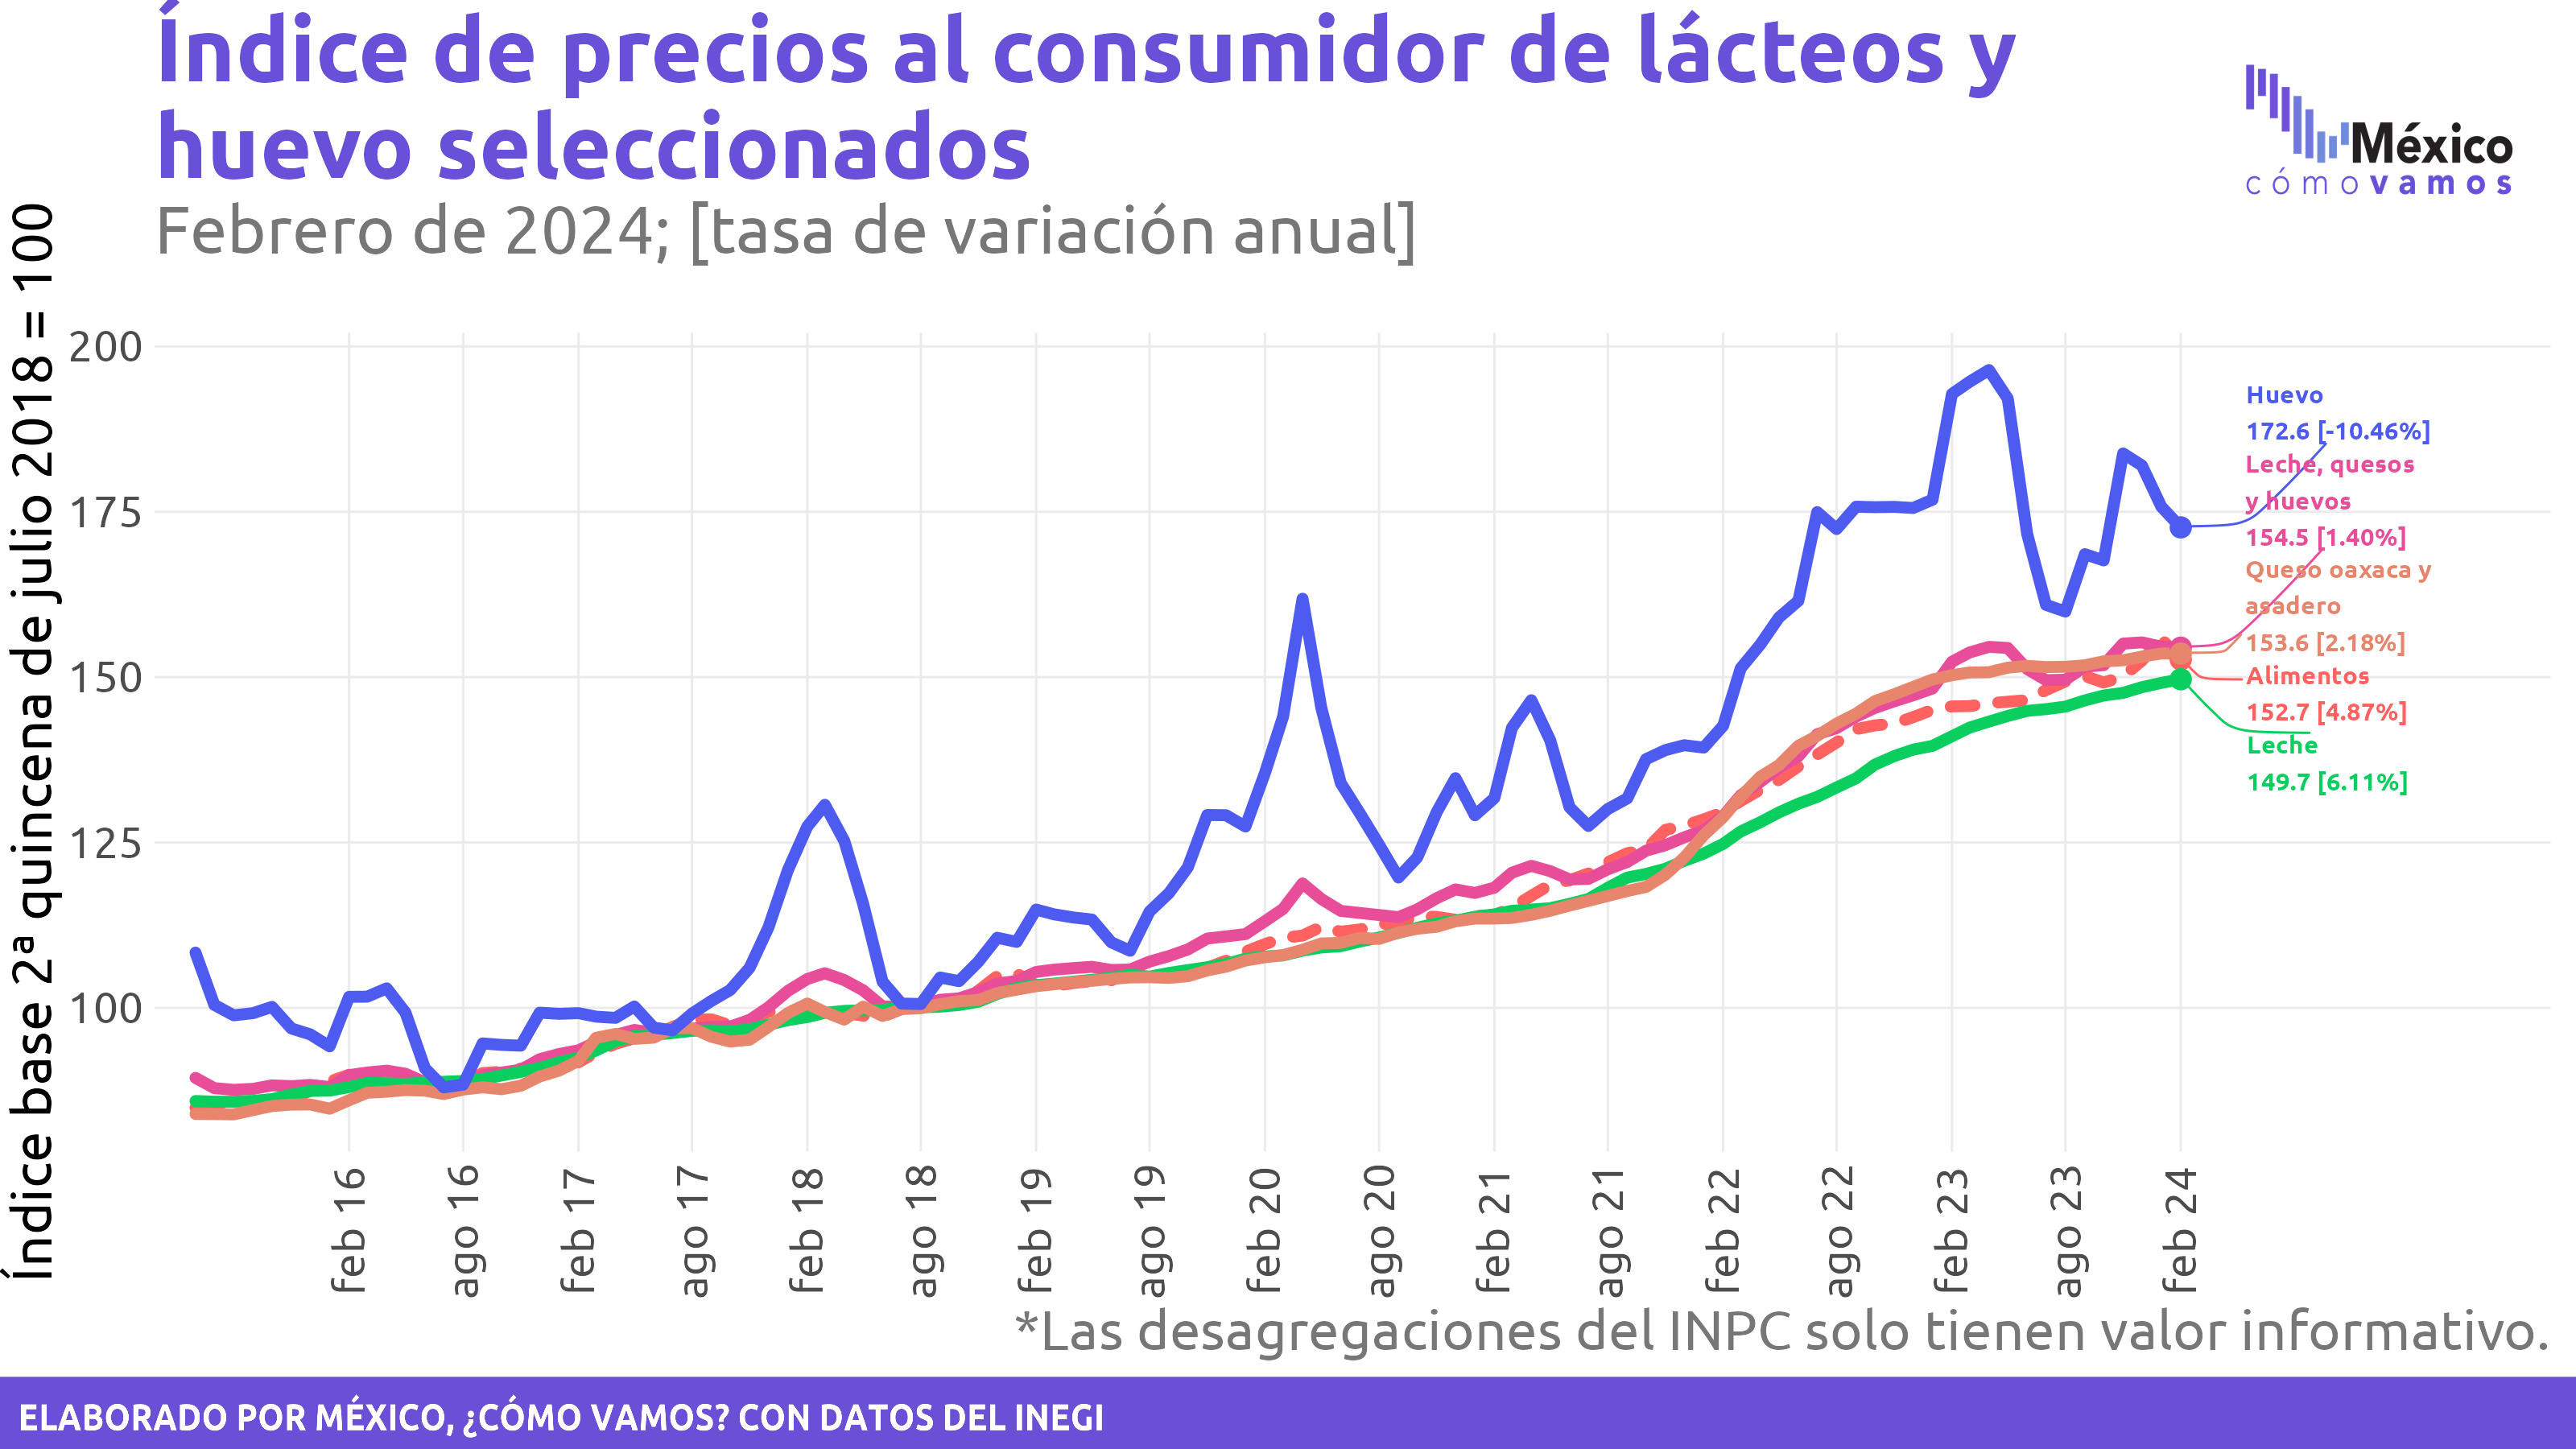 Índice de precios al consumidor de lácteos y
huevo seleccionados
Febrero de 2024; [tasa de variación anual]
México
cómo vamos
Índice base 2ª quincena de julio 2018 = 100
200
175
150
125
100
Huevo
172.6 [-10.46%]
Leche, quesos
y huevos
154.5 [1.40%]
Queso oaxaca y
asadero
153.6 [2.18%]
Alimentos
152.7 [4.87%]
Leche
149.7 [6.11%]
feb 16
ago 16
feb 17
ago 17
feb 18
ago 18
feb 19
ago 19
feb 20
ago 20
feb 21
ago 21
feb 22
ago 22
feb 23
ago 23
feb 24
*Las desagregaciones del INPC solo tienen valor informativo.
ELABORADO POR MÉXICO, ¿CÓMO VAMOS? CON DATOS DEL INEGI